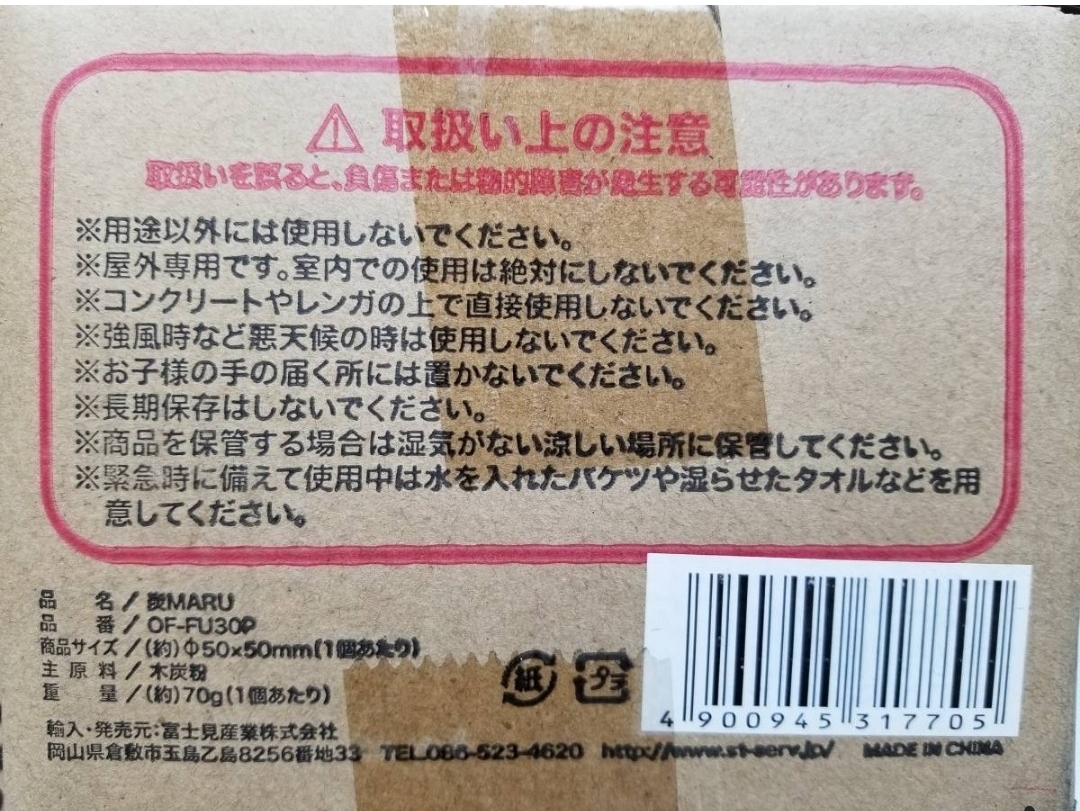 ⚠ 取扱い上の注意
取扱いを誤ると、負傷または物的障害が発生する可能性があります。
※用途以外には使用しないでください。
※屋外専用です。室内での使用は絶対にしないでください。
※コンクリートやレンガの上で直接使用しないでください。
※強風時など悪天候の時は使用しないでください。
※お子様の手の届く所には置かないでください。
※長期保存はしないでください。
※商品を保管する場合は湿気がない涼しい場所に保管してください。
※緊急時に備えて使用中は水を入れたバケツや湿らせたタオルなどを用
意してください。
品 名 / 炭MARU
品 番 / OF-FU30P
商品サイズ / (約)Φ50×50mm(1個あたり)
主原料 / 木炭粉
重 量 / (約)70g(1個あたり)
紙 プラ
4 900945 317705
輸入・発売元:富士見産業株式会社
岡山県倉敷市玉島乙島8256番地33 TEL.086-523-4620 http://www.st-serv.jp/ MADE IN CHINA